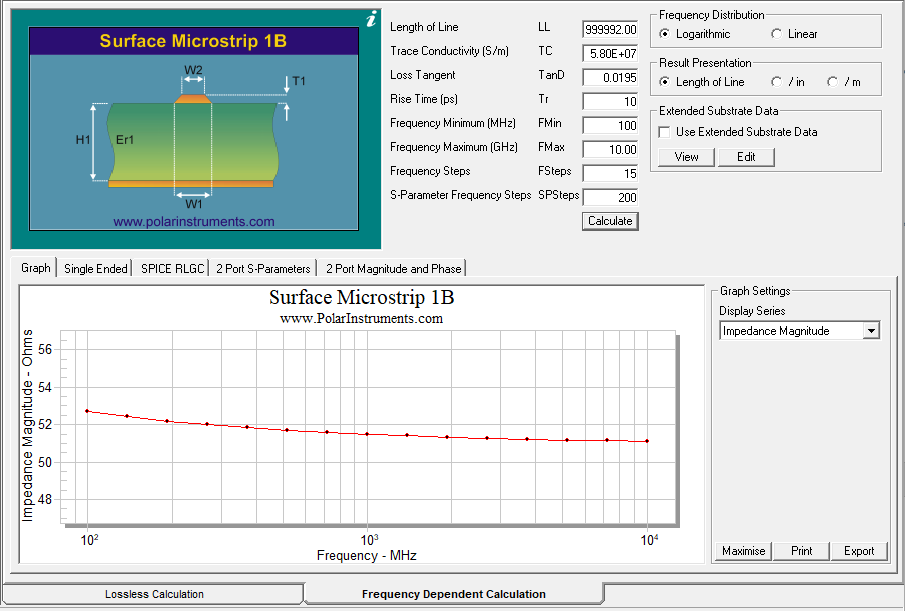 i
Surface Microstrip 1B
W2
T1
H1
Er1
W1
www.polarinstruments.com
Length of Line LL 999992.00
Trace Conductivity (S/m) TC 5.80E+07
Loss Tangent TanD 0.0195
Rise Time (ps) Tr 10
Frequency Minimum (MHz) FMin 100
Frequency Maximum (GHz) FMax 10.00
Frequency Steps FSteps 15
S-Parameter Frequency Steps SPSteps 200
Calculate
Frequency Distribution
Logarithmic Linear
Result Presentation
Length of Line / in / m
Extended Substrate Data
Use Extended Substrate Data
View Edit
Graph Single Ended SPICE RLGC 2 Port S-Parameters 2 Port Magnitude and Phase
Surface Microstrip 1B
www.PolarInstruments.com
Impedance Magnitude - Ohms
56
54
52
50
48
10² 10³ 10⁴
Frequency - MHz
Graph Settings
Display Series
Impedance Magnitude
Maximise Print Export
Lossless Calculation Frequency Dependent Calculation